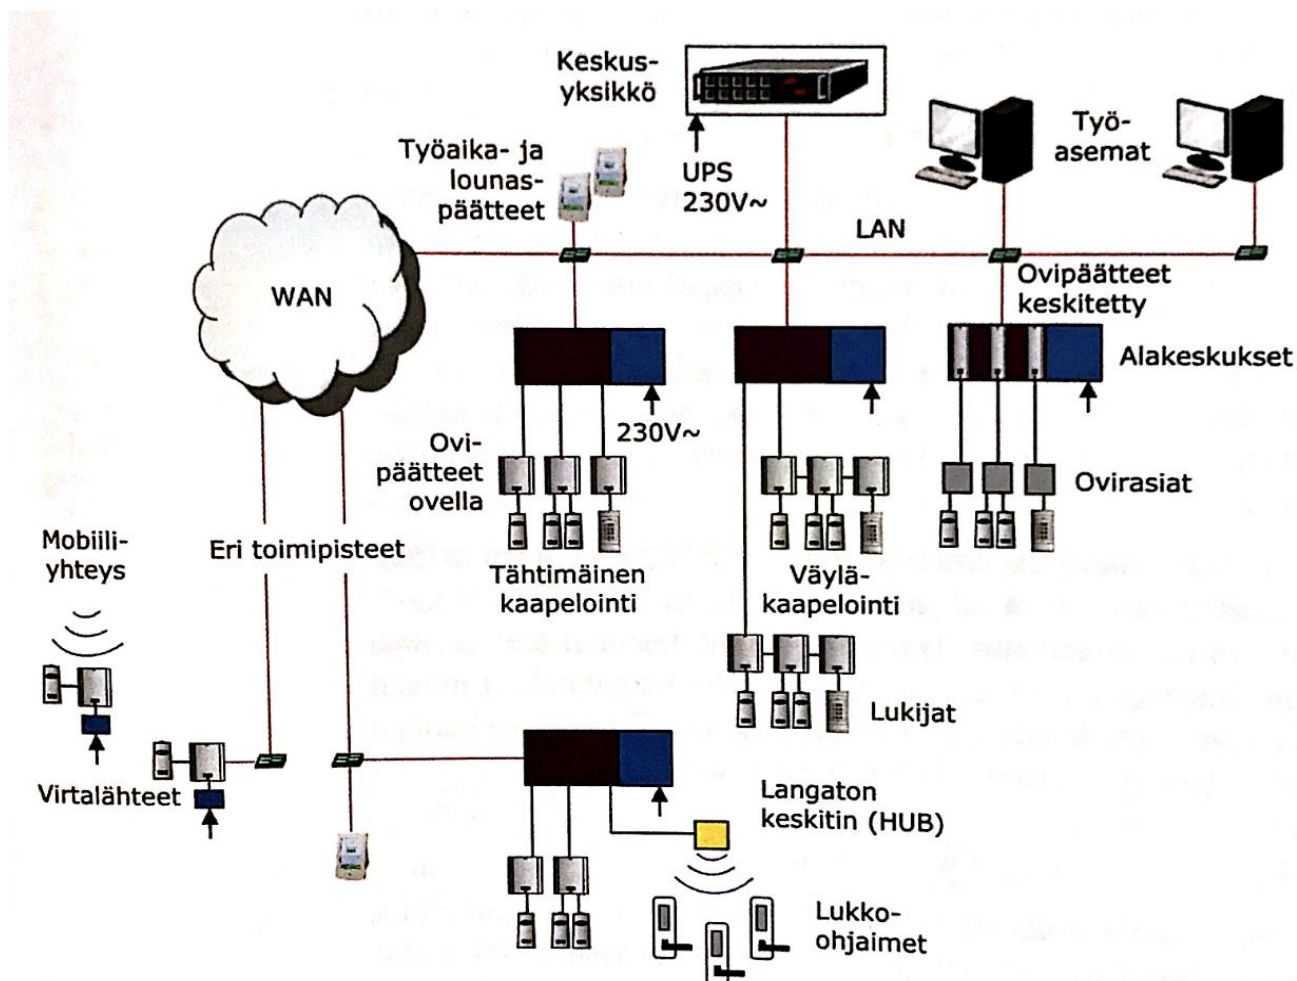 Keskus-
yksikkö
Työaika- ja
lounas-
päätteet
UPS
230V~
Työ-
asemat
LAN
WAN
Ovipäätteet
keskitetty
Alakeskukset
230V~
Ovi-
päätteet
ovella
Ovirasiat
Mobiili-
yhteys
Eri toimipisteet
Tähtimäinen
kaapelointi
Väylä-
kaapelointi
Lukijat
Virtalähteet
Langaton
keskitin (HUB)
Lukko-
ohjaimet